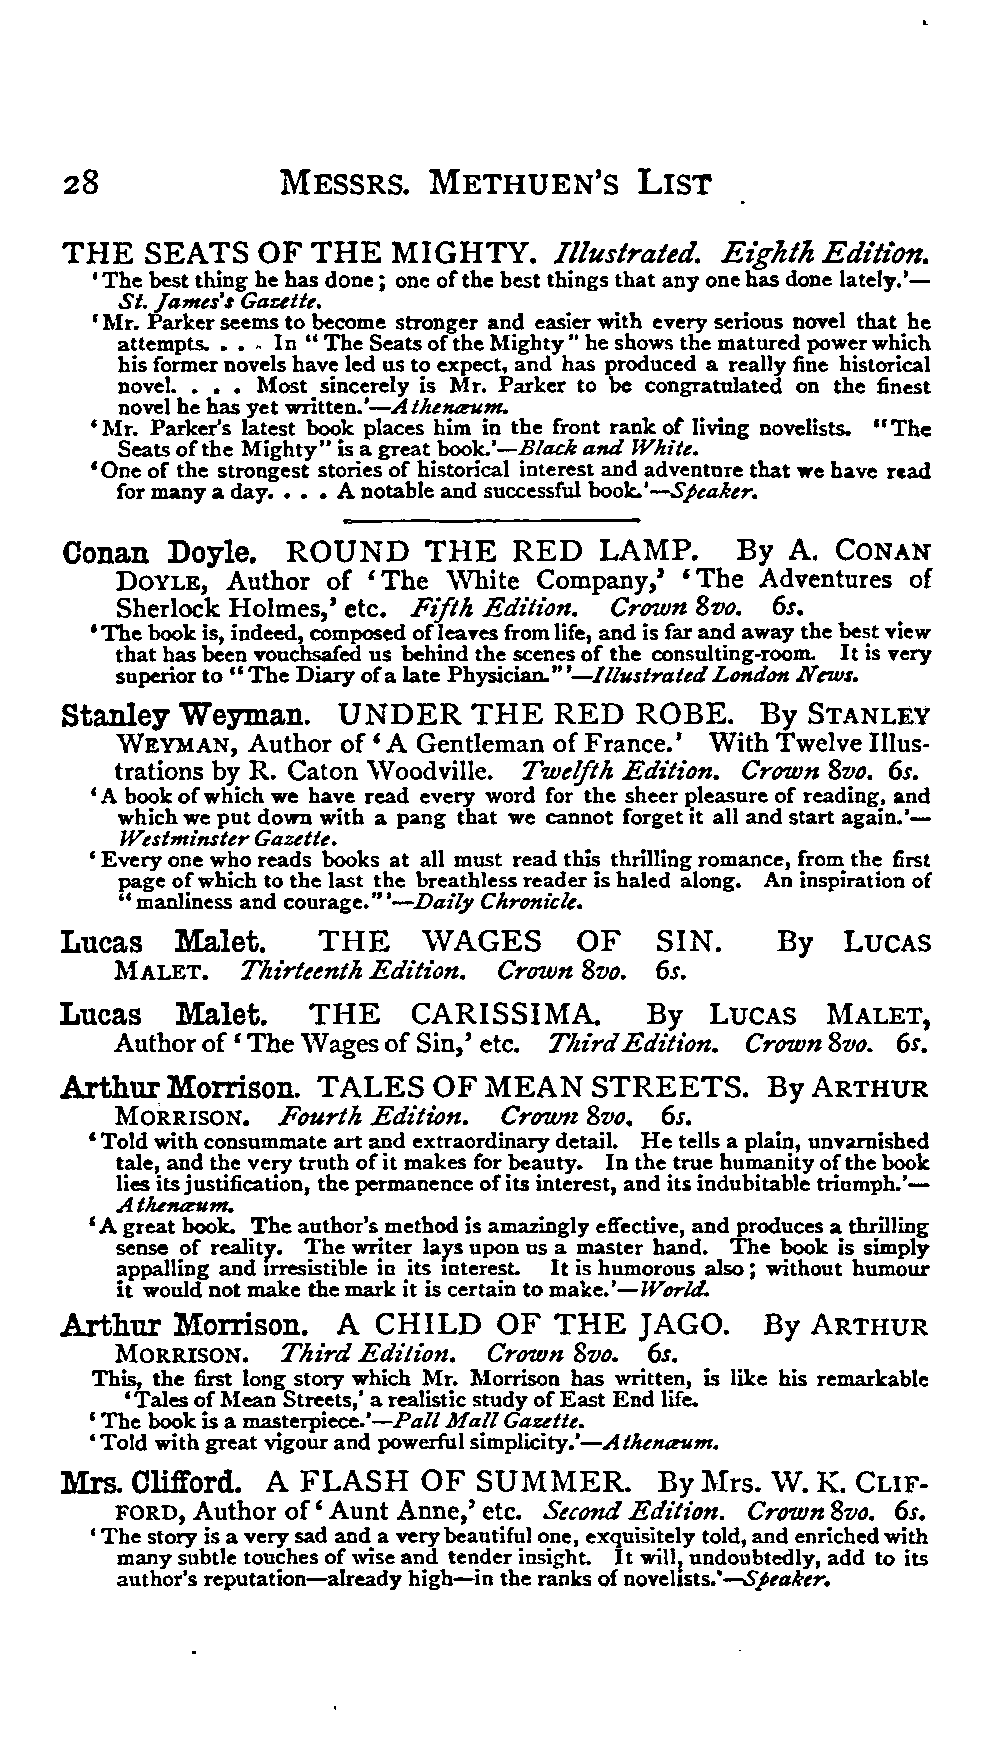 28 MESSRS. METHUEN'S LIST
THE SEATS OF THE MIGHTY. Illustrated. Eighth Edition.
'The best thing he has done; one of the best things that any one has done lately.'—
St. James's Gazette.
'Mr. Parker seems to become stronger and easier with every serious novel that he
attempts. . . . In "The Seats of the Mighty" he shows the matured power which
his former novels have led us to expect, and has produced a really fine historical
novel. . . . Most sincerely is Mr. Parker to be congratulated on the finest
novel he has yet written.'—Athenæum.
'Mr. Parker's latest book places him in the front rank of living novelists. "The
Seats of the Mighty" is a great book.'—Black and White.
'One of the strongest stories of historical interest and adventure that we have read
for many a day. . . . A notable and successful book.'—Speaker.
Conan Doyle. ROUND THE RED LAMP. By A. CONAN
DOYLE, Author of 'The White Company,' 'The Adventures of
Sherlock Holmes,' etc. Fifth Edition. Crown 8vo. 6s.
'The book is, indeed, composed of leaves from life, and is far and away the best view
that has been vouchsafed us behind the scenes of the consulting-room. It is very
superior to "The Diary of a late Physician."'—Illustrated London News.
Stanley Weyman. UNDER THE RED ROBE. By STANLEY
WEYMAN, Author of 'A Gentleman of France.' With Twelve Illus-
trations by R. Caton Woodville. Twelfth Edition. Crown 8vo. 6s.
'A book of which we have read every word for the sheer pleasure of reading, and
which we put down with a pang that we cannot forget it all and start again.'—
Westminster Gazette.
'Every one who reads books at all must read this thrilling romance, from the first
page of which to the last the breathless reader is haled along. An inspiration of
"manliness and courage."'—Daily Chronicle.
Lucas Malet. THE WAGES OF SIN. By LUCAS
MALET. Thirteenth Edition. Crown 8vo. 6s.
Lucas Malet. THE CARISSIMA. By LUCAS MALET,
Author of 'The Wages of Sin,' etc. Third Edition. Crown 8vo. 6s.
Arthur Morrison. TALES OF MEAN STREETS. By ARTHUR
MORRISON. Fourth Edition. Crown 8vo. 6s.
'Told with consummate art and extraordinary detail. He tells a plain, unvarnished
tale, and the very truth of it makes for beauty. In the true humanity of the book
lies its justification, the permanence of its interest, and its indubitable triumph.'—
Athenæum.
'A great book. The author's method is amazingly effective, and produces a thrilling
sense of reality. The writer lays upon us a master hand. The book is simply
appalling and irresistible in its interest. It is humorous also; without humour
it would not make the mark it is certain to make.'—World.
Arthur Morrison. A CHILD OF THE JAGO. By ARTHUR
MORRISON. Third Edition. Crown 8vo. 6s.
This, the first long story which Mr. Morrison has written, is like his remarkable
'Tales of Mean Streets,' a realistic study of East End life.
'The book is a masterpiece.'—Pall Mall Gazette.
'Told with great vigour and powerful simplicity.'—Athenæum.
Mrs. Clifford. A FLASH OF SUMMER. By Mrs. W. K. CLIF-
FORD, Author of 'Aunt Anne,' etc. Second Edition. Crown 8vo. 6s.
'The story is a very sad and a very beautiful one, exquisitely told, and enriched with
many subtle touches of wise and tender insight. It will, undoubtedly, add to its
author's reputation—already high—in the ranks of novelists.'—Speaker.